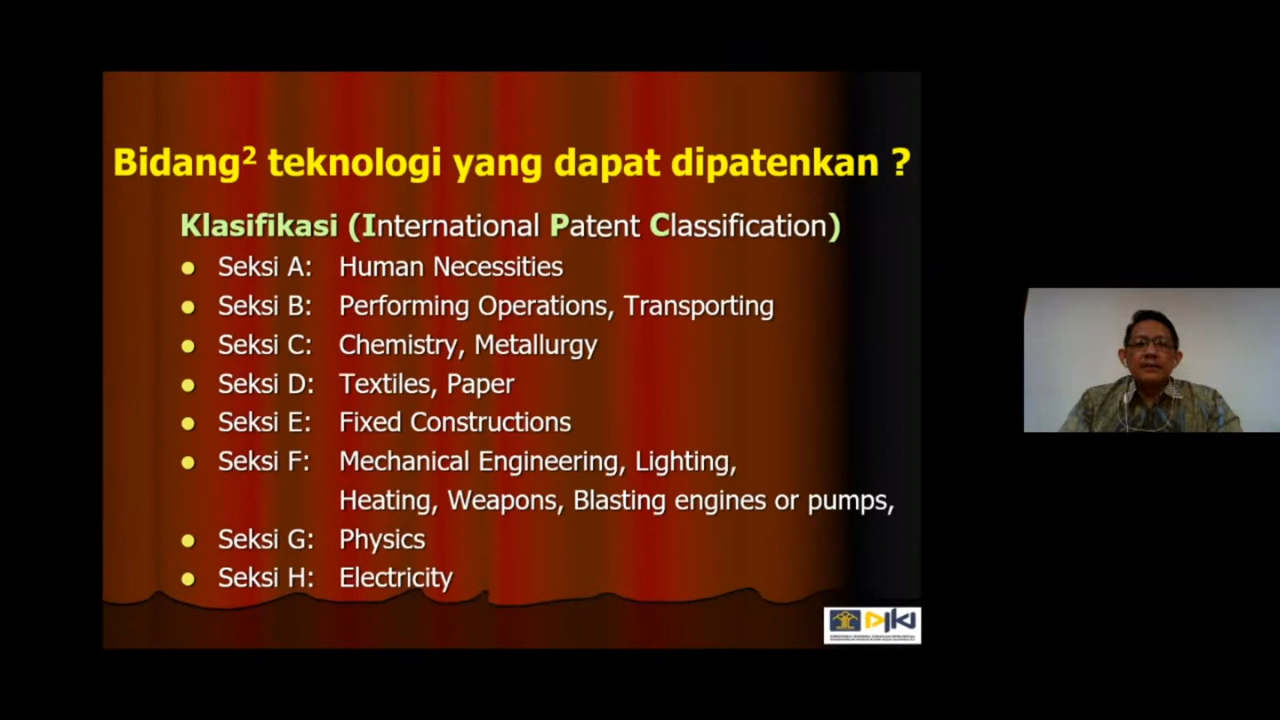 Bidang² teknologi yang dapat dipatenkan ?
Klasifikasi (International Patent Classification)
● Seksi A: Human Necessities
● Seksi B: Performing Operations, Transporting
● Seksi C: Chemistry, Metallurgy
● Seksi D: Textiles, Paper
● Seksi E: Fixed Constructions
● Seksi F: Mechanical Engineering, Lighting,
Heating, Weapons, Blasting engines or pumps,
● Seksi G: Physics
● Seksi H: Electricity
DJKI